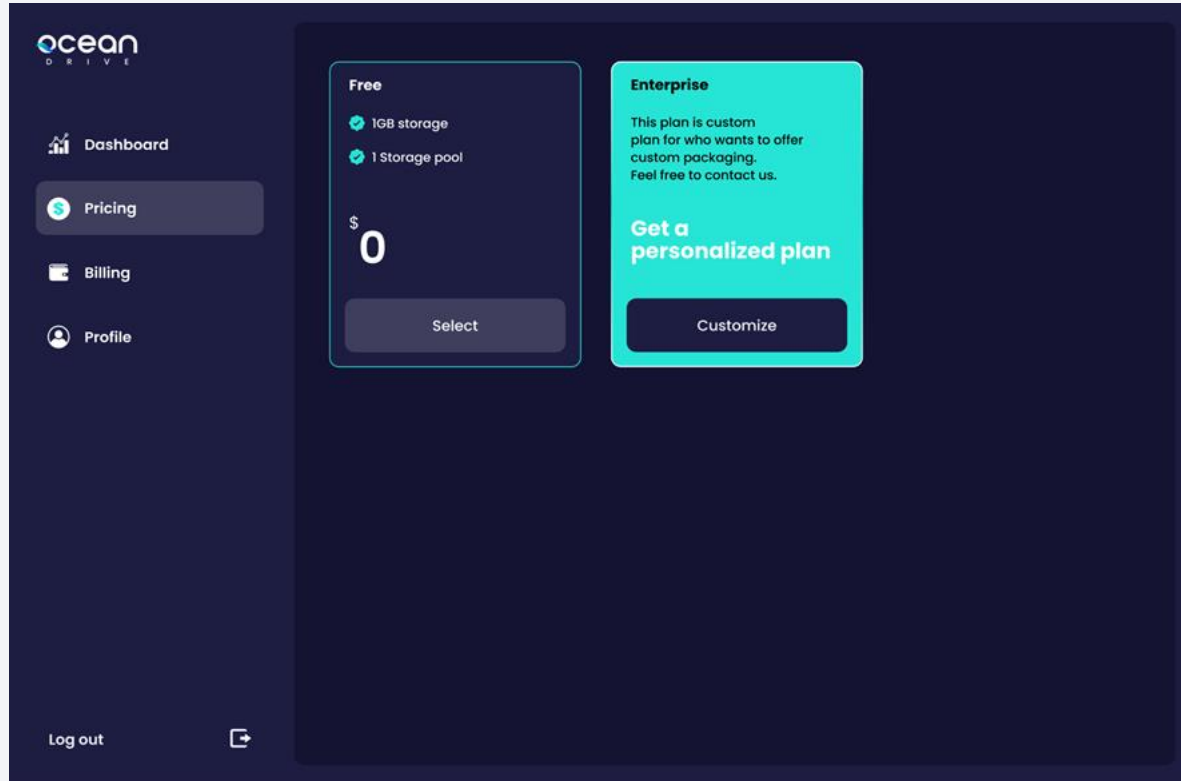 ocean
DRIVE
Dashboard
Pricing
Billing
Profile
Log out
Free
1GB storage
1 Storage pool
$
0
Select
Enterprise
This plan is custom
plan for who wants to offer
custom packaging.
Feel free to contact us.
Get a
personalized plan
Customize